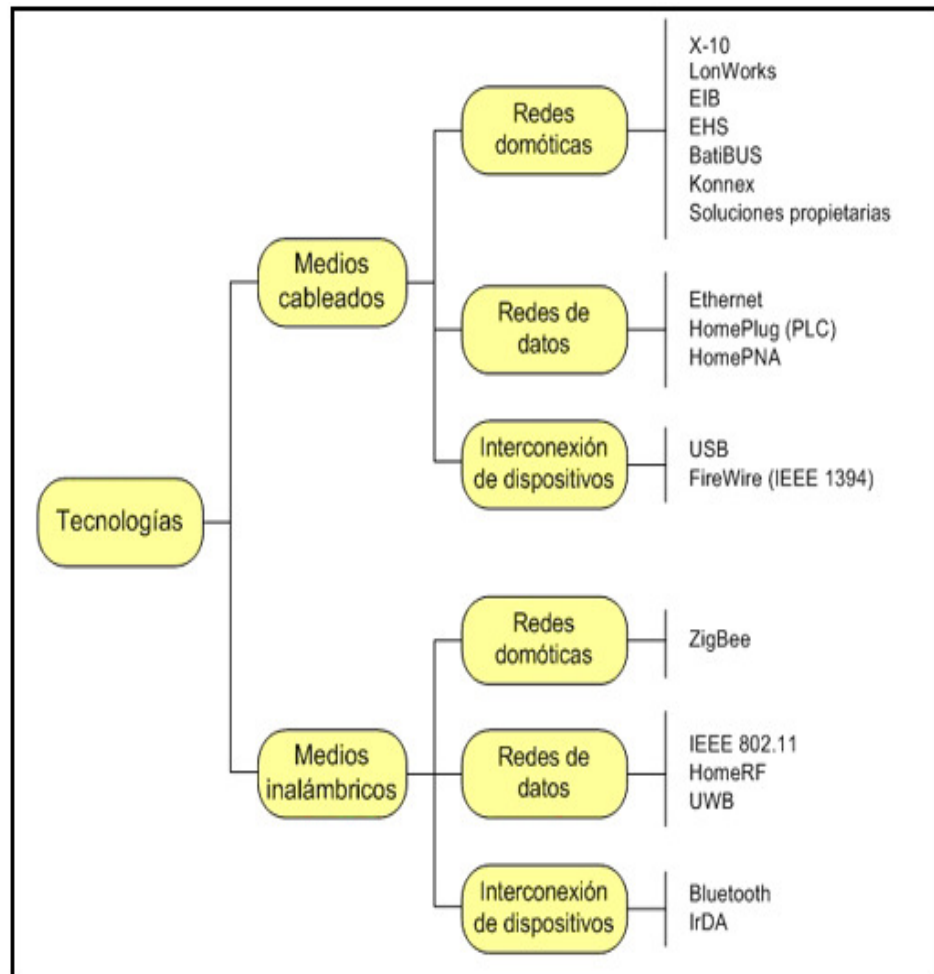 Tecnologías
Medios
cableados
Redes
domóticas
X-10
LonWorks
EIB
EHS
BatiBUS
Konnex
Soluciones propietarias
Redes de
datos
Ethernet
HomePlug (PLC)
HomePNA
Interconexión
de dispositivos
USB
FireWire (IEEE 1394)
Medios
inalámbricos
Redes
domóticas
ZigBee
Redes de
datos
IEEE 802.11
HomeRF
UWB
Interconexión
de dispositivos
Bluetooth
IrDA